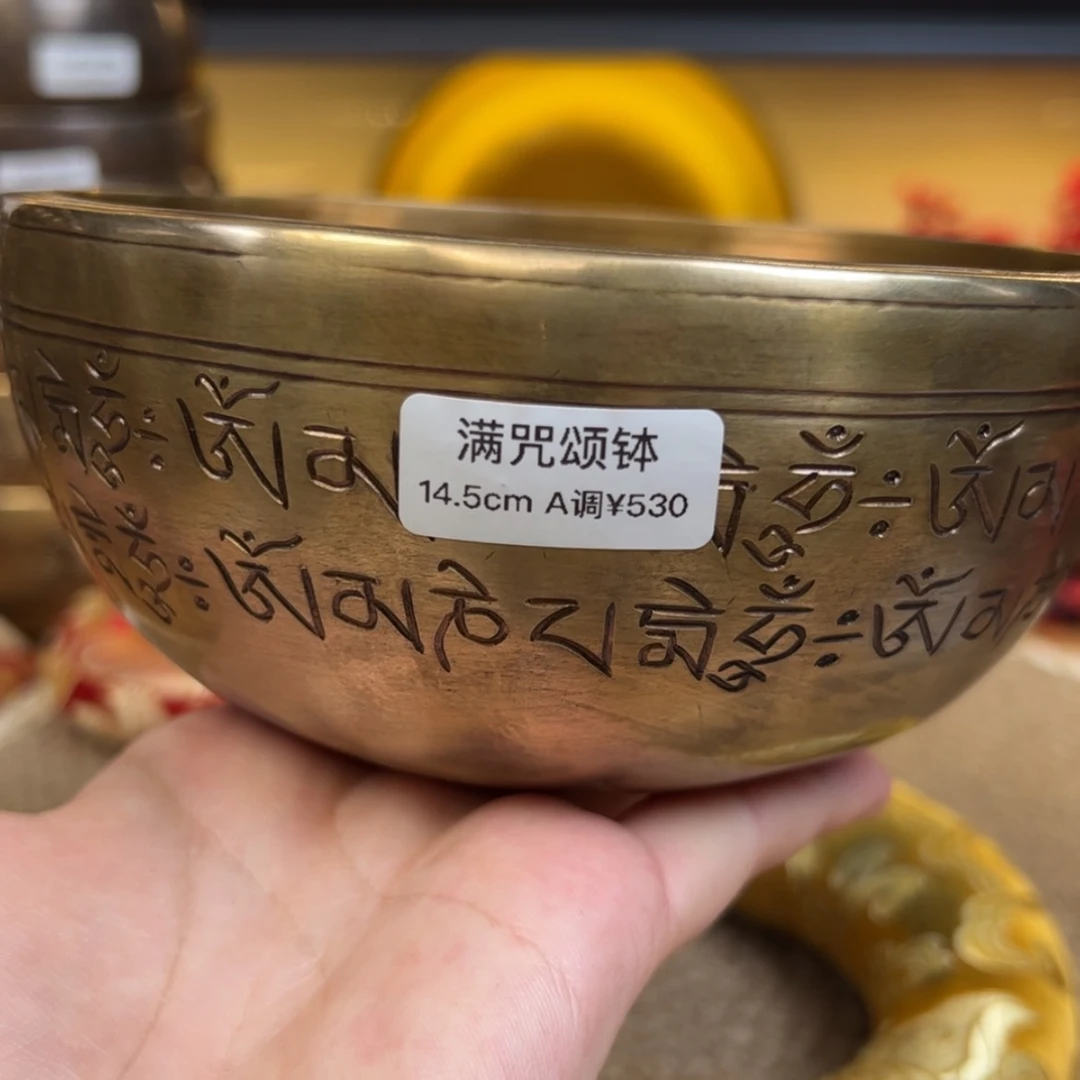 དྨེ ཧཱུྃ༔ ཨོཾ མ ཧཱུྃ༔ ཨོཾ མ
满咒颂钵
14.5cm A调¥530
དྨེ ཧཱུྃ༔ ཨོཾ མ ཎི པ དྨེ ཧཱུྃ༔ ཨོཾ མ